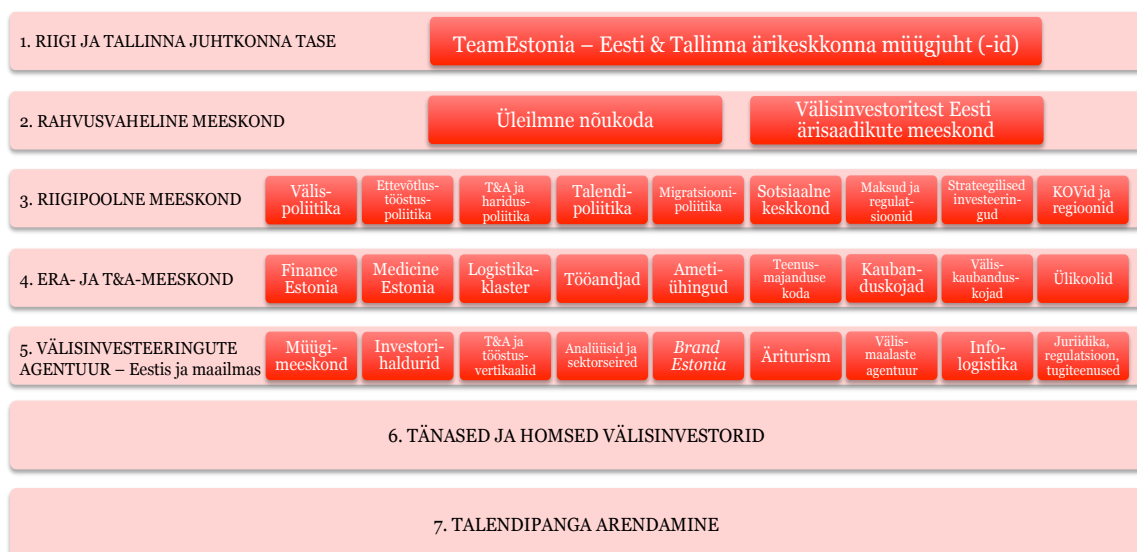 1. RIIGI JA TALLINNA JUHTKONNA TASE
TeamEstonia – Eesti & Tallinna ärikeskkonna müügjuht (-id)
2. RAHVUSVAHELINE MEESKOND
Üleilmne nõukoda
Välisinvestoritest Eesti
ärisaadikute meeskond
3. RIIGIPOOLNE MEESKOND
Välis-
poliitika
Ettevõtlus-
tööstus-
poliitika
T&A ja
haridus-
poliitika
Talendi-
poliitika
Migratsiooni-
poliitika
Sotsiaalne
keskkond
Maksud ja
regulat-
sioonid
Strateegilised
investeerin-
gud
KOVid ja
regioonid
4. ERA- JA T&A-MEESKOND
Finance
Estonia
Medicine
Estonia
Logistika-
klaster
Tööandjad
Ameti-
ühingud
Teenus-
majanduse
koda
Kauban-
duskojad
Välis-
kaubandus-
kojad
Ülikoolid
5. VÄLISINVESTEERINGUTE
AGENTUUR – Eestis ja maailmas
Müügi-
meeskond
Investori-
haldurid
T&A ja
tööstus-
vertikaalid
Analüüsid ja
sektorseired
Brand
Estonia
Äriturism
Välis-
maalaste
agentuur
Info-
logistika
Juriidika,
regulatsioon,
tugiteenused
6. TÄNASED JA HOMSED VÄLISINVESTORID
7. TALENDIPANGA ARENDAMINE